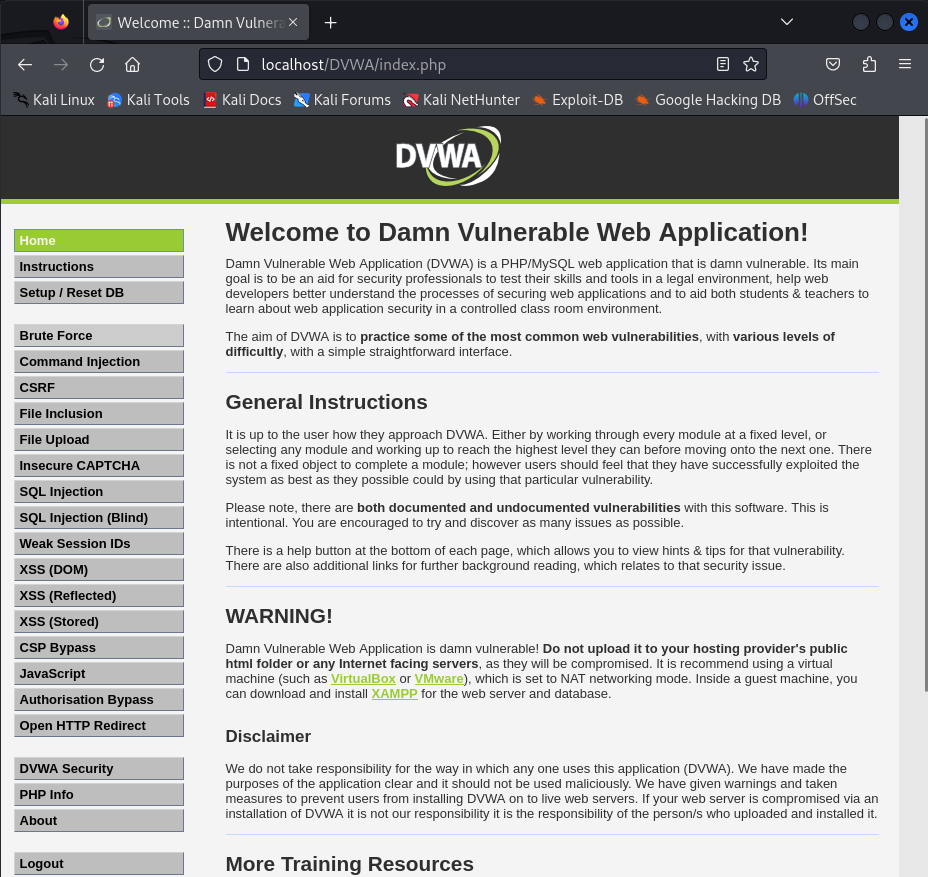 Welcome :: Damn Vulnera
localhost/DVWA/index.php
Kali Linux Kali Tools Kali Docs Kali Forums Kali NetHunter Exploit-DB Google Hacking DB OffSec
DVWA
Home
Instructions
Setup / Reset DB
Brute Force
Command Injection
CSRF
File Inclusion
File Upload
Insecure CAPTCHA
SQL Injection
SQL Injection (Blind)
Weak Session IDs
XSS (DOM)
XSS (Reflected)
XSS (Stored)
CSP Bypass
JavaScript
Authorisation Bypass
Open HTTP Redirect
DVWA Security
PHP Info
About
Logout
Welcome to Damn Vulnerable Web Application!
Damn Vulnerable Web Application (DVWA) is a PHP/MySQL web application that is damn vulnerable. Its main
goal is to be an aid for security professionals to test their skills and tools in a legal environment, help web
developers better understand the processes of securing web applications and to aid both students & teachers to
learn about web application security in a controlled class room environment.
The aim of DVWA is to practice some of the most common web vulnerabilities, with various levels of
difficultly, with a simple straightforward interface.
General Instructions
It is up to the user how they approach DVWA. Either by working through every module at a fixed level, or
selecting any module and working up to reach the highest level they can before moving onto the next one. There
is not a fixed object to complete a module; however users should feel that they have successfully exploited the
system as best as they possible could by using that particular vulnerability.
Please note, there are both documented and undocumented vulnerabilities with this software. This is
intentional. You are encouraged to try and discover as many issues as possible.
There is a help button at the bottom of each page, which allows you to view hints & tips for that vulnerability.
There are also additional links for further background reading, which relates to that security issue.
WARNING!
Damn Vulnerable Web Application is damn vulnerable! Do not upload it to your hosting provider's public
html folder or any Internet facing servers, as they will be compromised. It is recommend using a virtual
machine (such as VirtualBox or VMware), which is set to NAT networking mode. Inside a guest machine, you
can download and install XAMPP for the web server and database.
Disclaimer
We do not take responsibility for the way in which any one uses this application (DVWA). We have made the
purposes of the application clear and it should not be used maliciously. We have given warnings and taken
measures to prevent users from installing DVWA on to live web servers. If your web server is compromised via an
installation of DVWA it is not our responsibility it is the responsibility of the person/s who uploaded and installed it.
More Training Resources